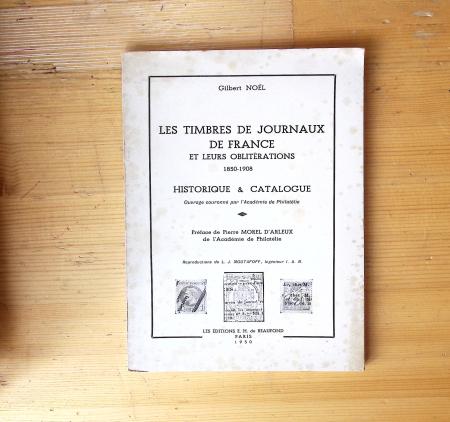 Gilbert NOËL
LES TIMBRES DE JOURNAUX
DE FRANCE
ET LEURS OBLITÉRATIONS
1850-1908
HISTORIQUE & CATALOGUE
Ouvrage couronné par l'Académie de Philatélie
Préface de Pierre MOREL D'ARLEUX
de l'Académie de Philatélie
Reproductions de L. J. MOSTAFOFF, Ingénieur I. A. N.
LES ÉDITIONS E. H. de BEAUFOND
PARIS
1950